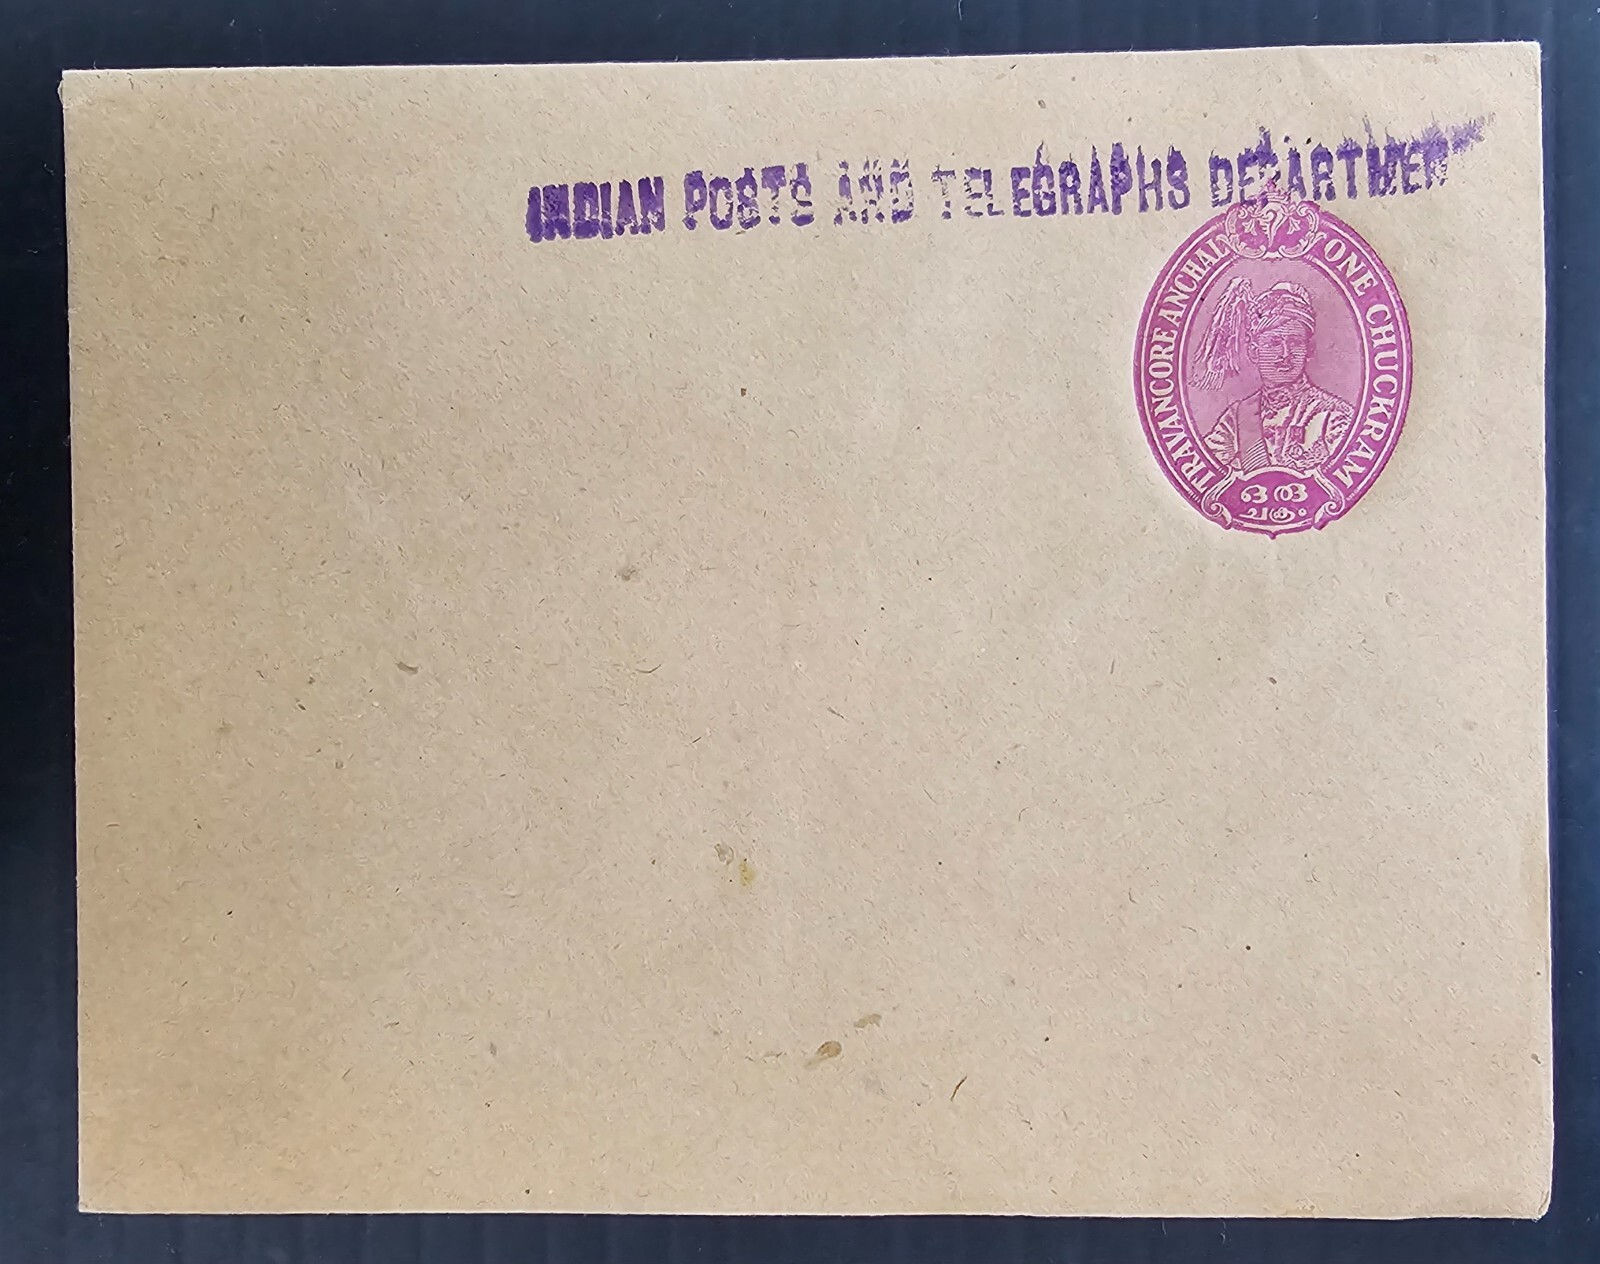 INDIAN POSTS AND TELEGRAPHS DEPARTMENT
TRAVANCORE ANCHAL
ONE CHUCKRAM
ഒരു
ചക്രം